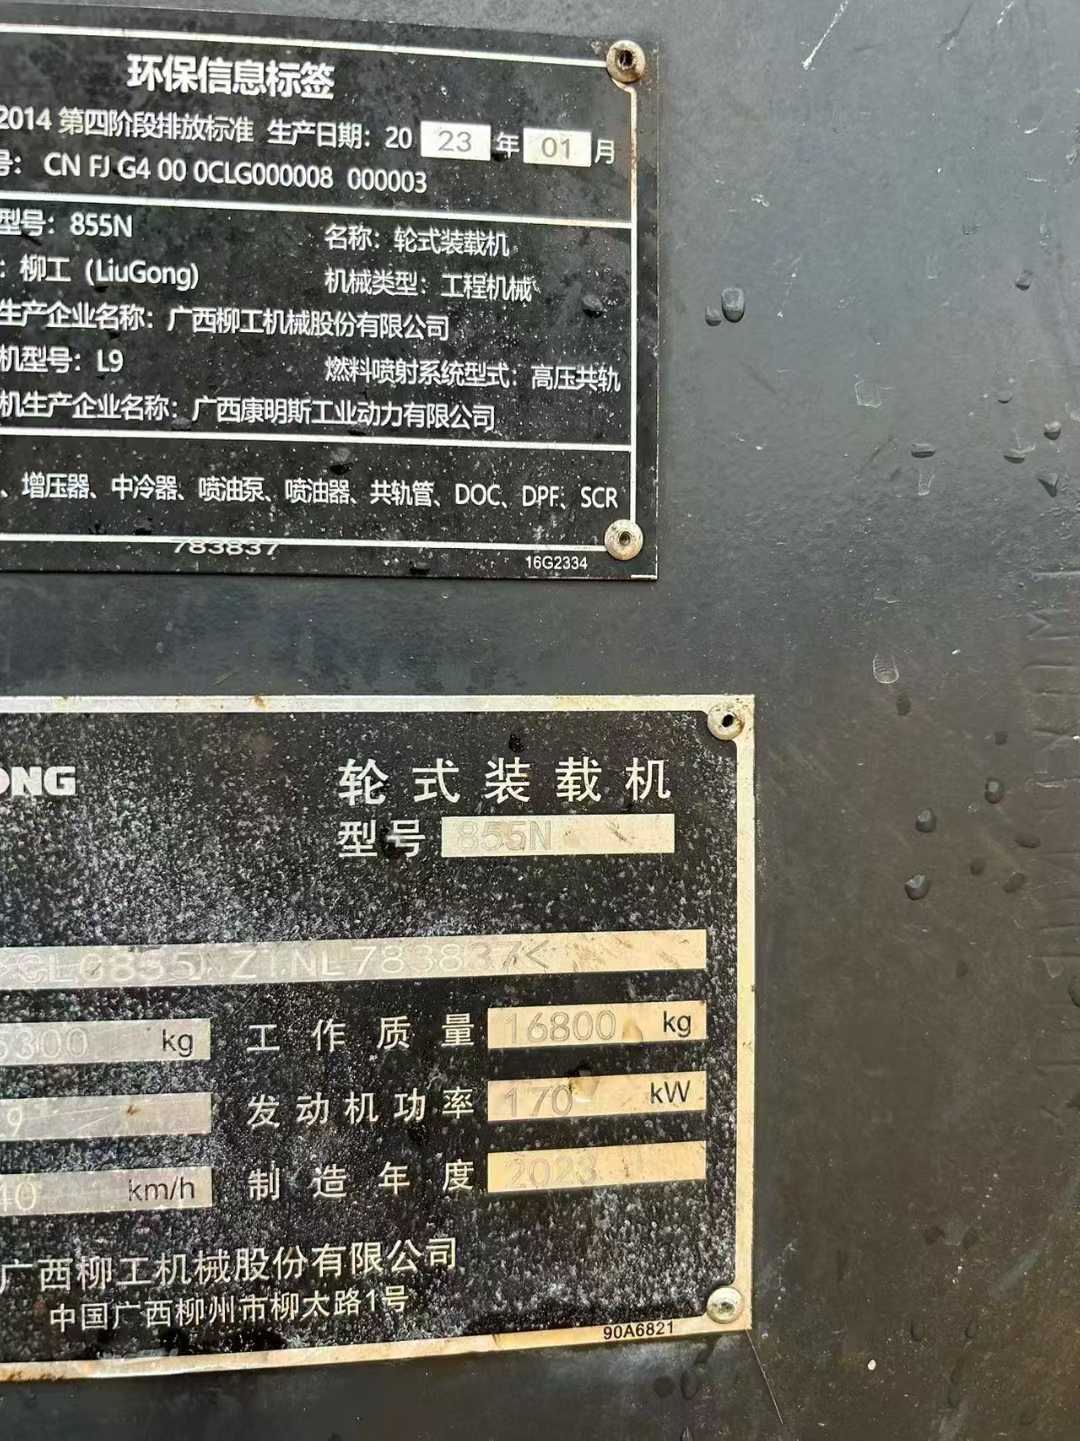 环保信息标签
2014 第四阶段排放标准 生产日期：20 23 年 01 月
号： CN FJ G4 00 0CLG000008 000003
型号：855N 名称：轮式装载机
：柳工（LiuGong） 机械类型：工程机械
生产企业名称：广西柳工机械股份有限公司
机型号：L9 燃料喷射系统型式：高压共轨
机生产企业名称：广西康明斯工业动力有限公司
、增压器、中冷器、喷油泵、喷油器、共轨管、DOC、DPF、SCR
783837
16G2334
ONG 轮式装载机
型号 855N
CLG855NZ1NL783837<
5300 kg 工作质量 16800 kg
9 发动机功率 170 kW
40 km/h 制造年度 2023
广西柳工机械股份有限公司
中国广西柳州市柳太路1号
90A6821